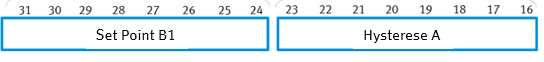 31 30 29 28 27 26 25 24 23 22 21 20 19 18 17 16
Set Point B1 Hysterese A